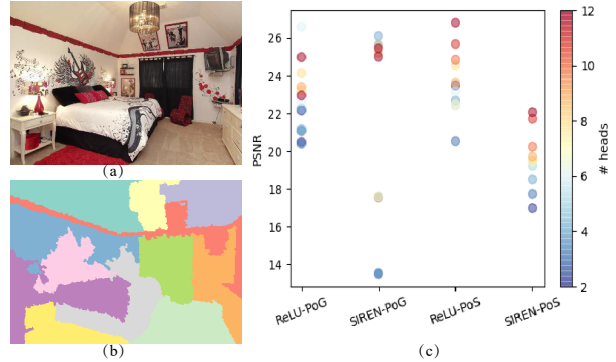 (a)
(b)
PSNR
26
24
22
20
18
16
14
ReLU-PoG
SIREN-PoG
ReLU-PoS
SIREN-PoS
12
10
8
6
4
2
# heads
(c)